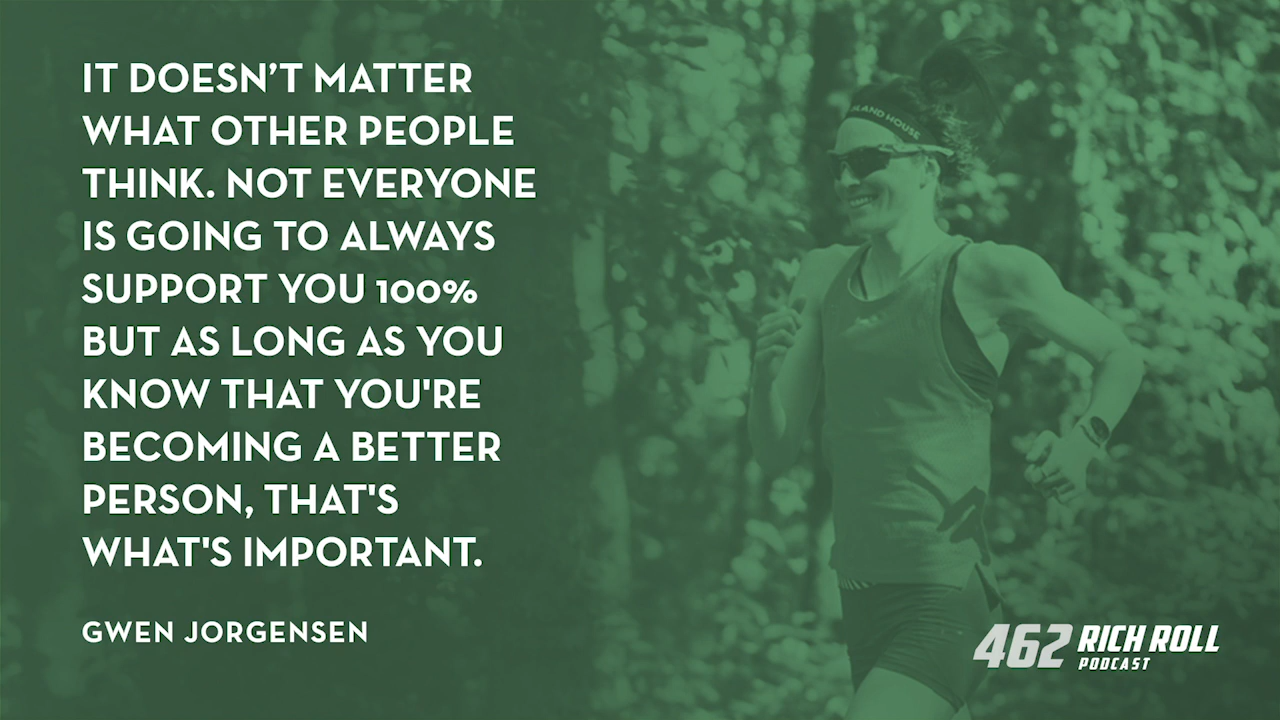 IT DOESN’T MATTER
WHAT OTHER PEOPLE
THINK. NOT EVERYONE
IS GOING TO ALWAYS
SUPPORT YOU 100%
BUT AS LONG AS YOU
KNOW THAT YOU'RE
BECOMING A BETTER
PERSON, THAT'S
WHAT'S IMPORTANT.
GWEN JORGENSEN
HOUSE
462 RICH ROLL
PODCAST